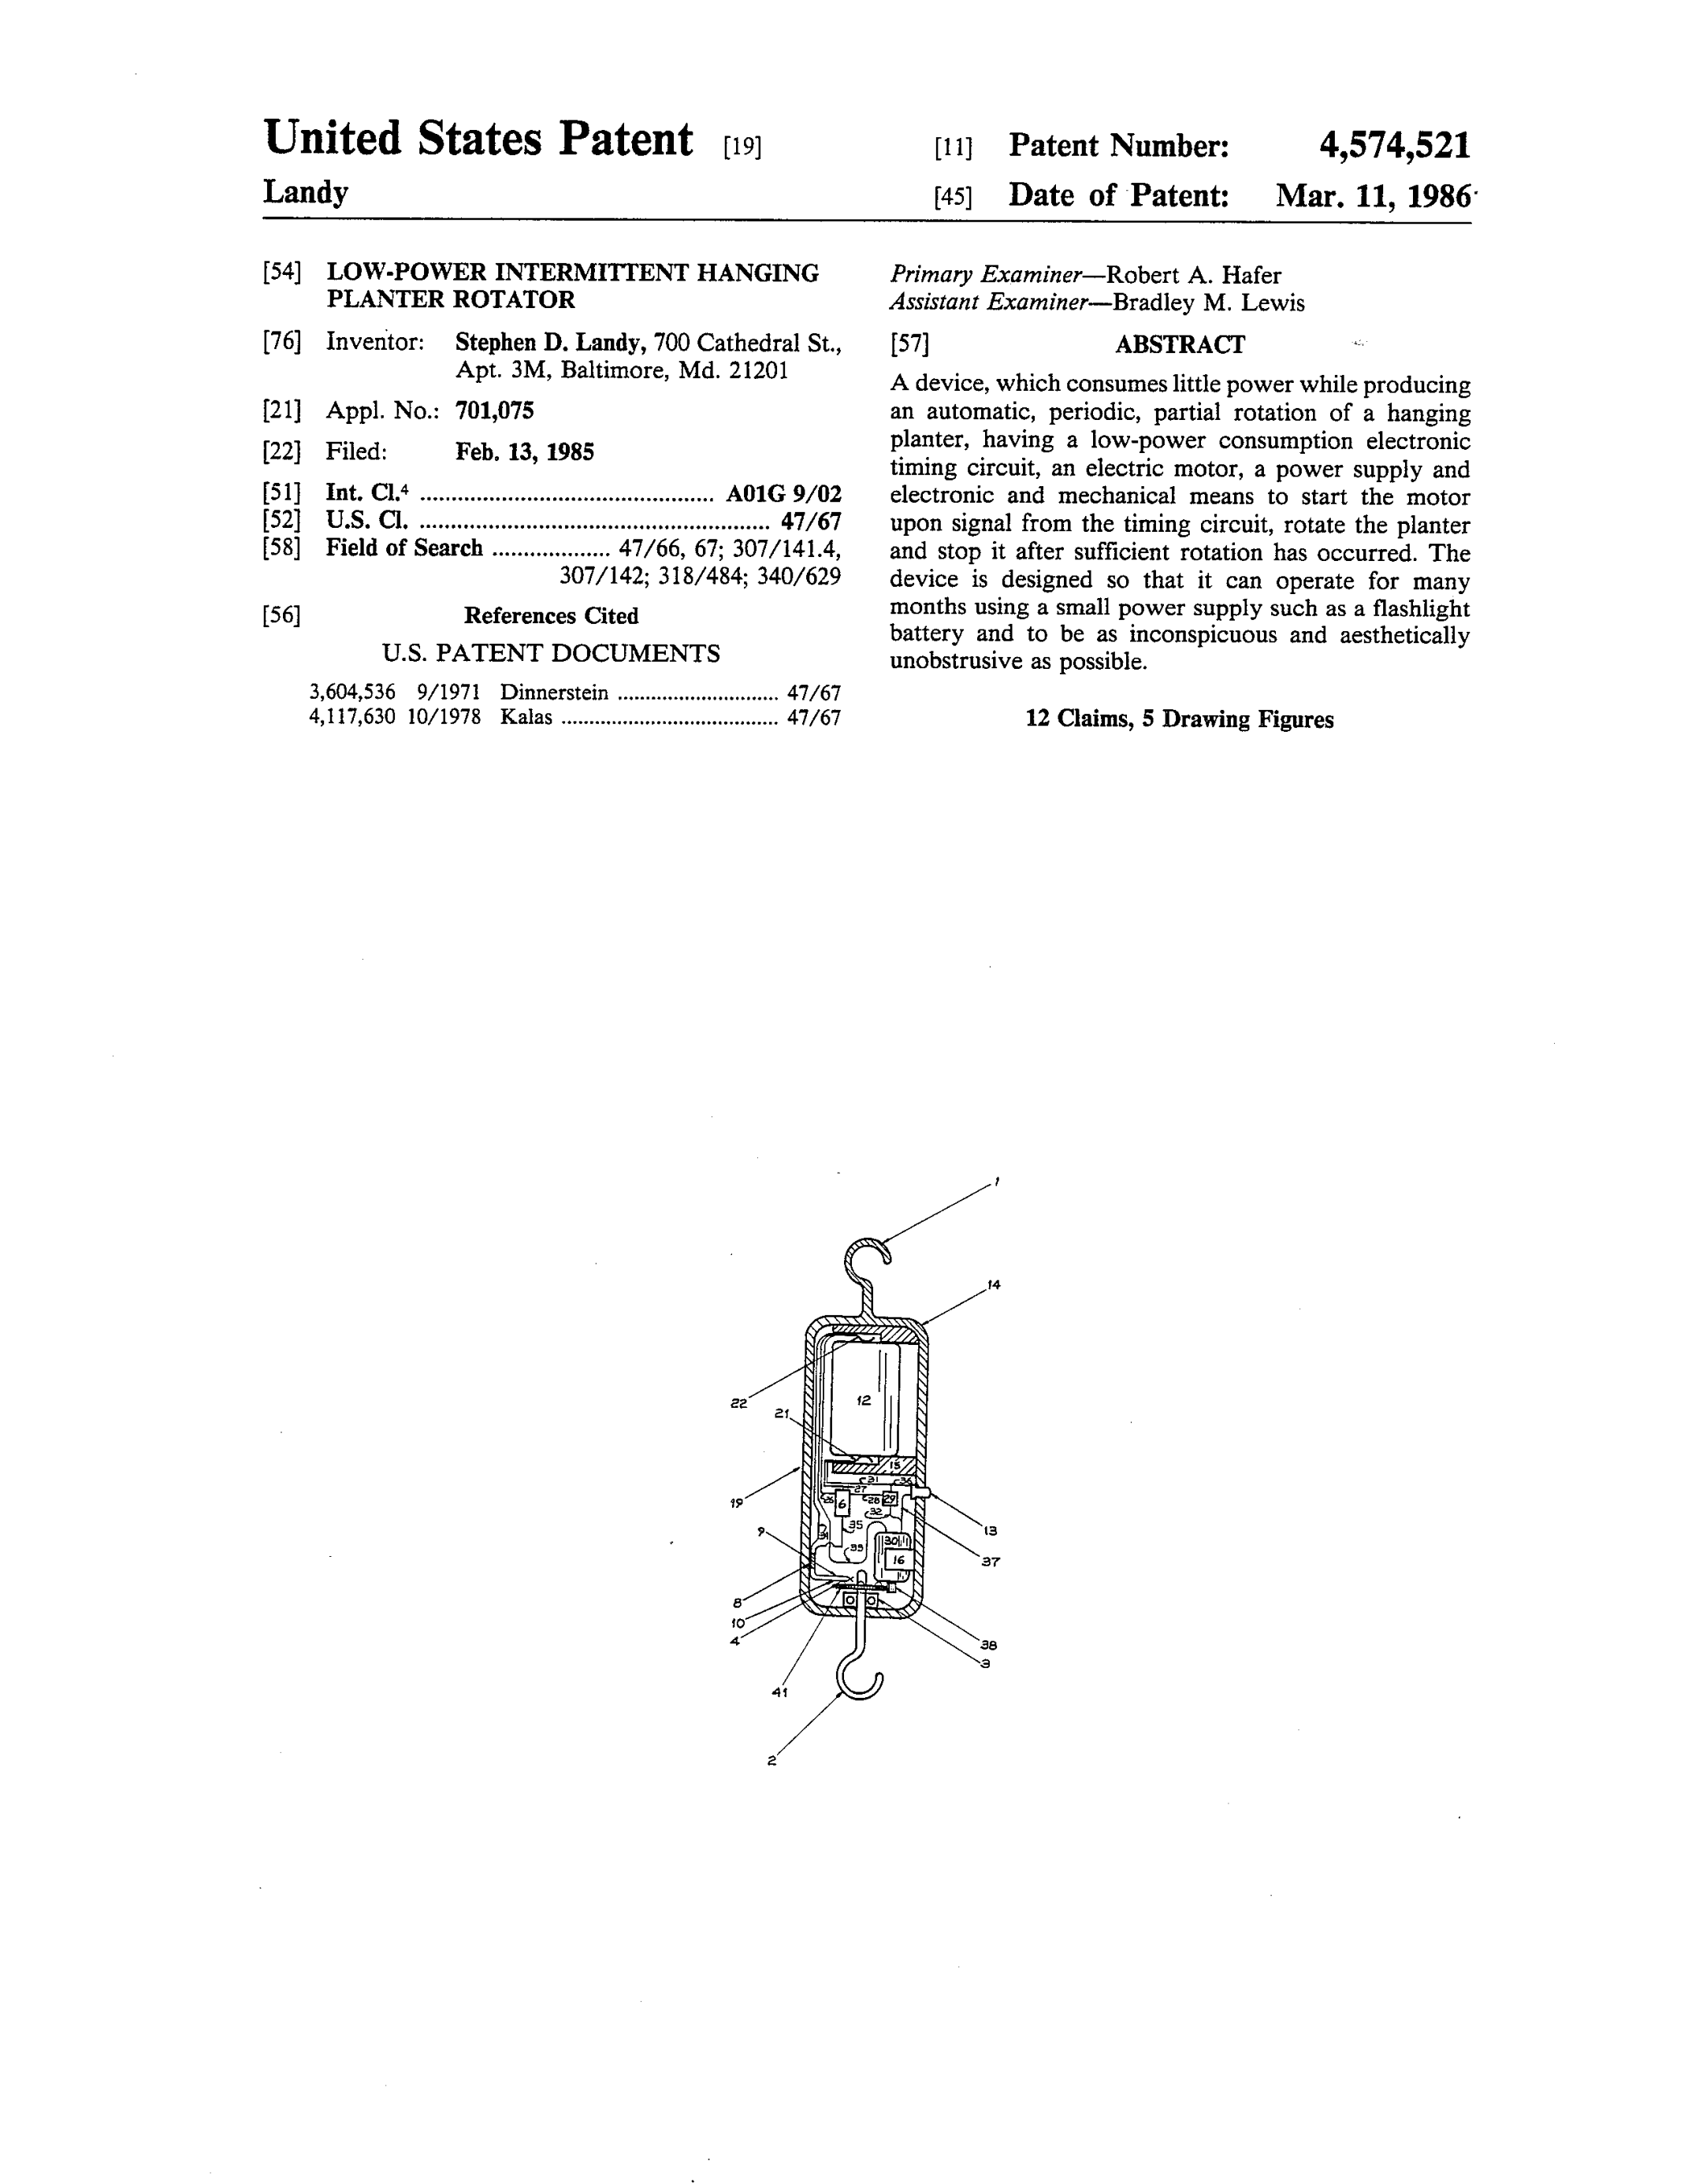 United States Patent [19]
Landy
[11] Patent Number: 4,574,521
[45] Date of Patent: Mar. 11, 1986
[54] LOW-POWER INTERMITTENT HANGING
PLANTER ROTATOR
[76] Inventor: Stephen D. Landy, 700 Cathedral St.,
Apt. 3M, Baltimore, Md. 21201
[21] Appl. No.: 701,075
[22] Filed: Feb. 13, 1985
[51] Int. Cl.⁴ .............................................. A01G 9/02
[52] U.S. Cl. ........................................................ 47/67
[58] Field of Search ................... 47/66, 67; 307/141.4,
307/142; 318/484; 340/629
[56] References Cited
U.S. PATENT DOCUMENTS
3,604,536 9/1971 Dinnerstein ............................. 47/67
4,117,630 10/1978 Kalas ....................................... 47/67
Primary Examiner—Robert A. Hafer
Assistant Examiner—Bradley M. Lewis
[57] ABSTRACT
A device, which consumes little power while producing
an automatic, periodic, partial rotation of a hanging
planter, having a low-power consumption electronic
timing circuit, an electric motor, a power supply and
electronic and mechanical means to start the motor
upon signal from the timing circuit, rotate the planter
and stop it after sufficient rotation has occurred. The
device is designed so that it can operate for many
months using a small power supply such as a flashlight
battery and to be as inconspicuous and aesthetically
unobstrusive as possible.
12 Claims, 5 Drawing Figures
1
14
22
12
21
15
31
36
27
26
6
28
29
19
32
13
35
9
34
30
33
16
37
8
10
4
38
3
41
2